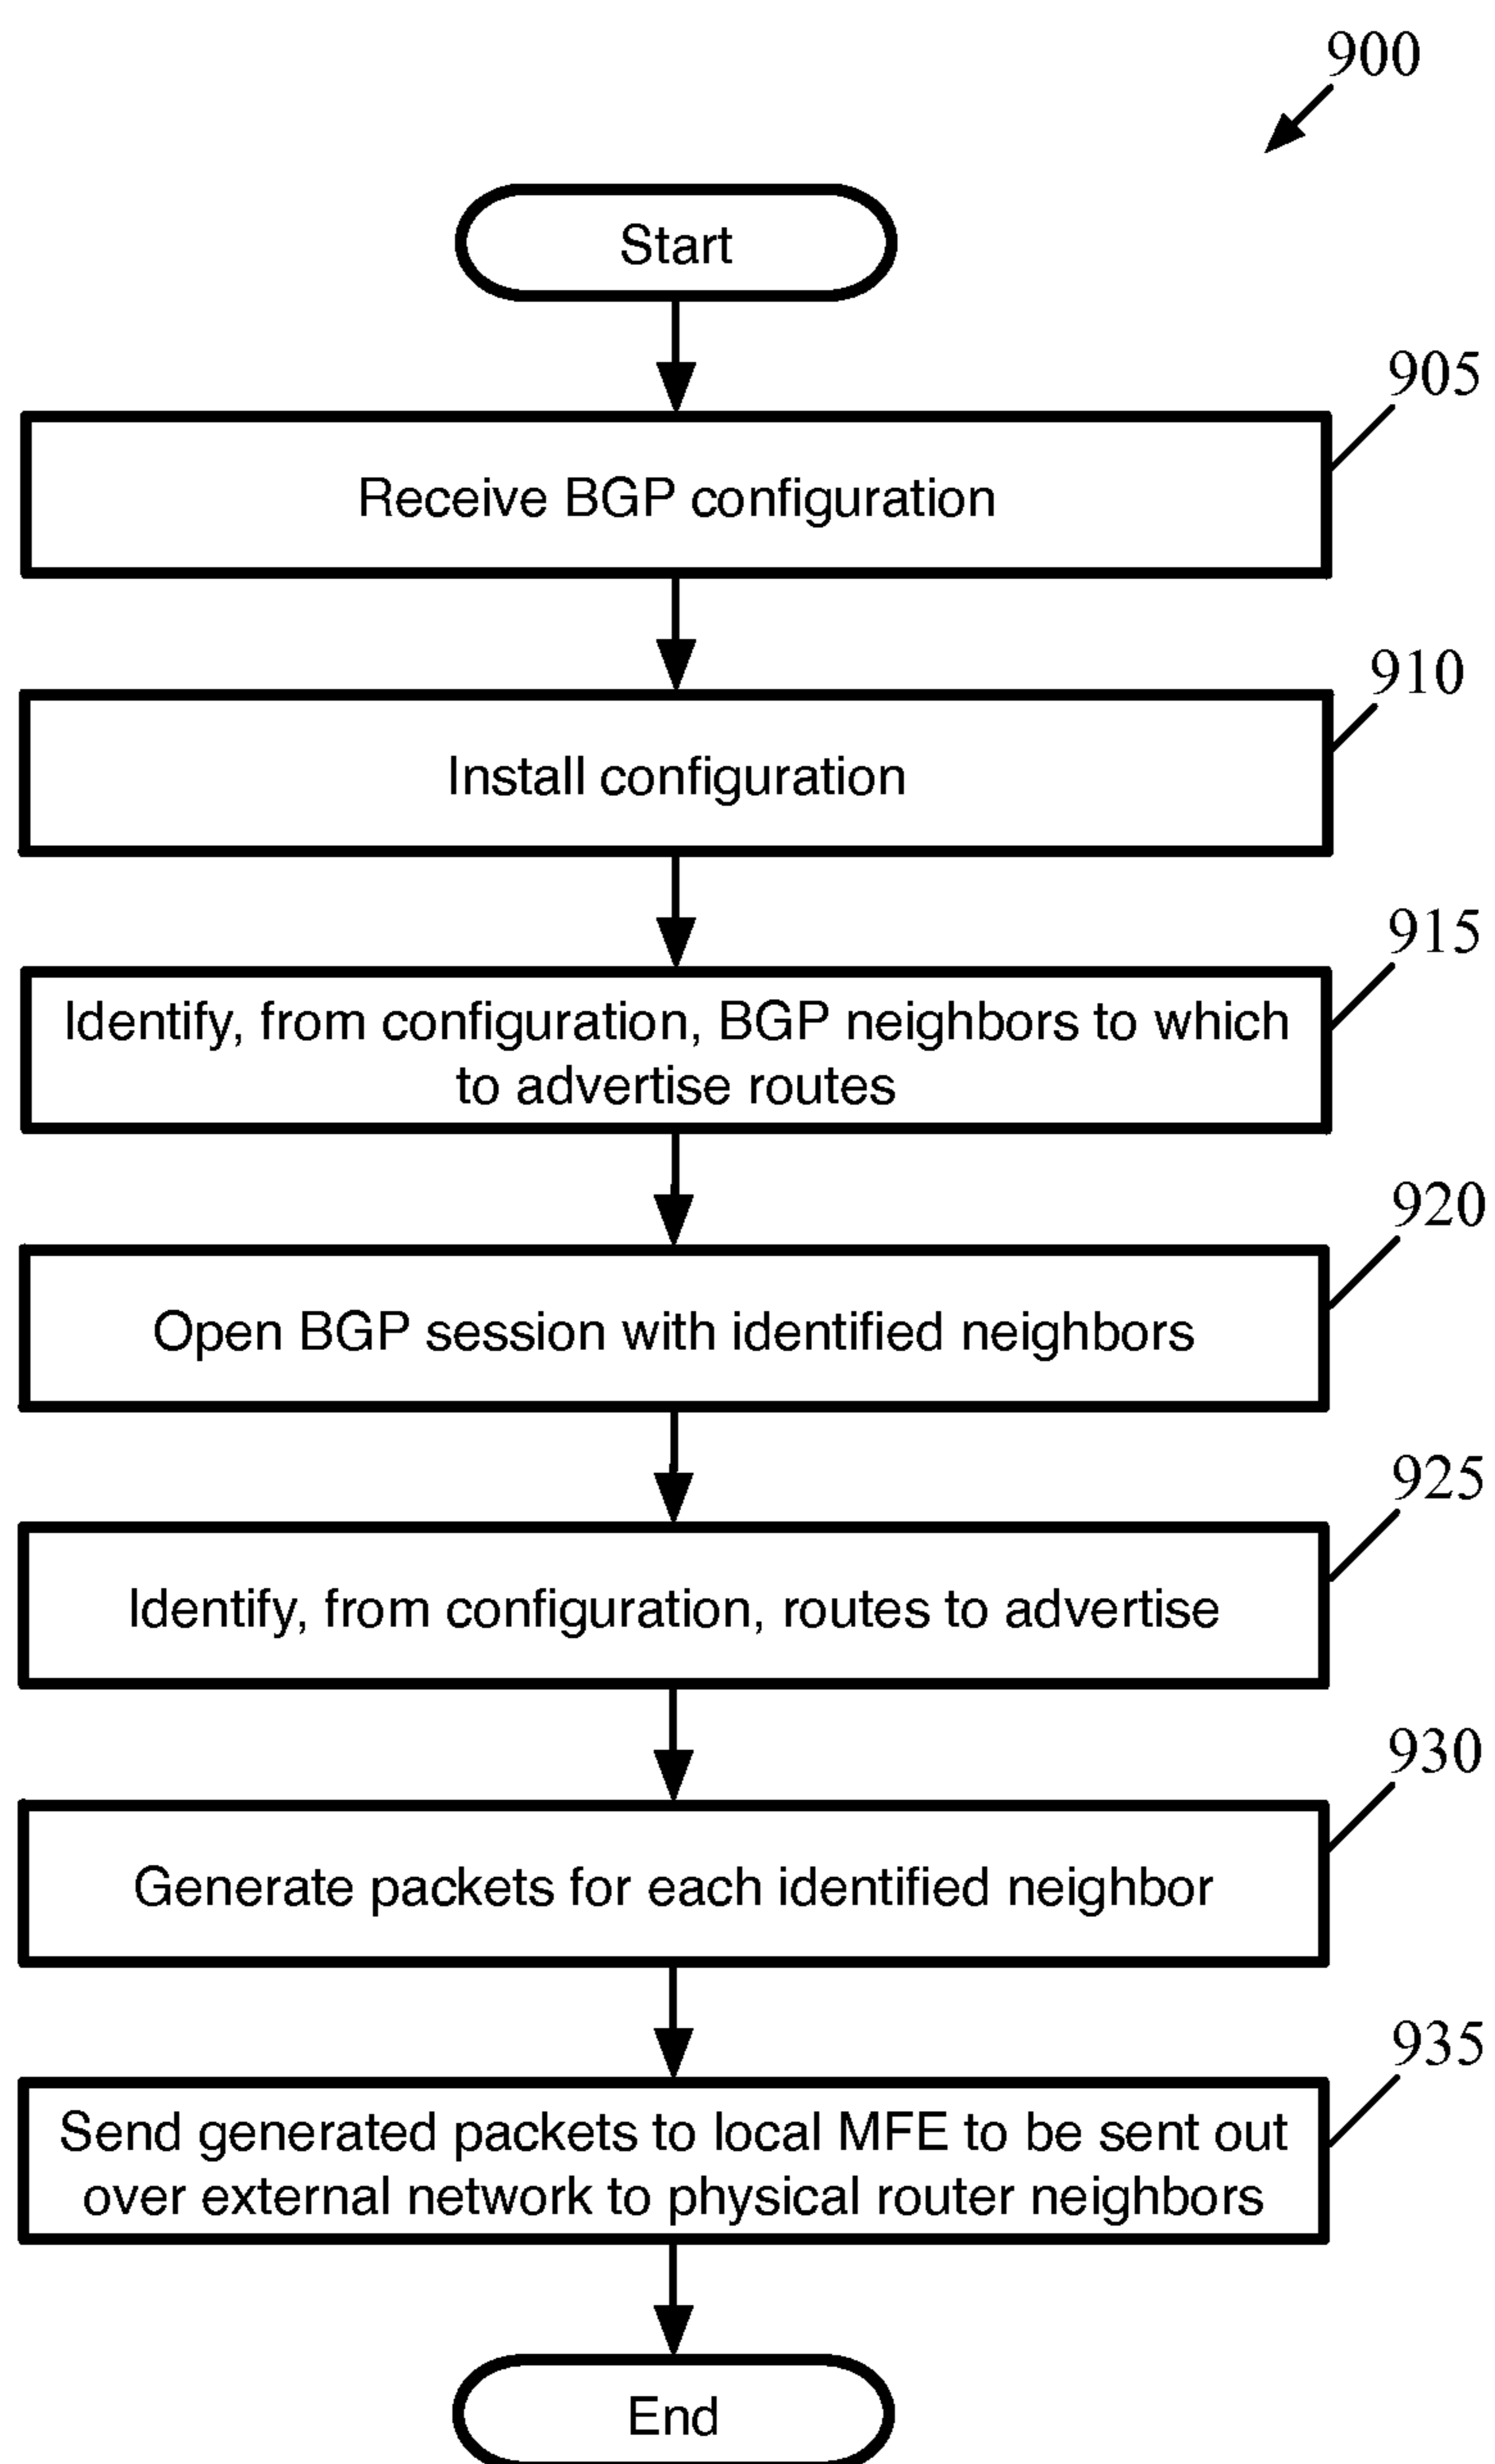 900
Start
905
Receive BGP configuration
910
Install configuration
915
Identify, from configuration, BGP neighbors to which
to advertise routes
920
Open BGP session with identified neighbors
925
Identify, from configuration, routes to advertise
930
Generate packets for each identified neighbor
935
Send generated packets to local MFE to be sent out
over external network to physical router neighbors
End